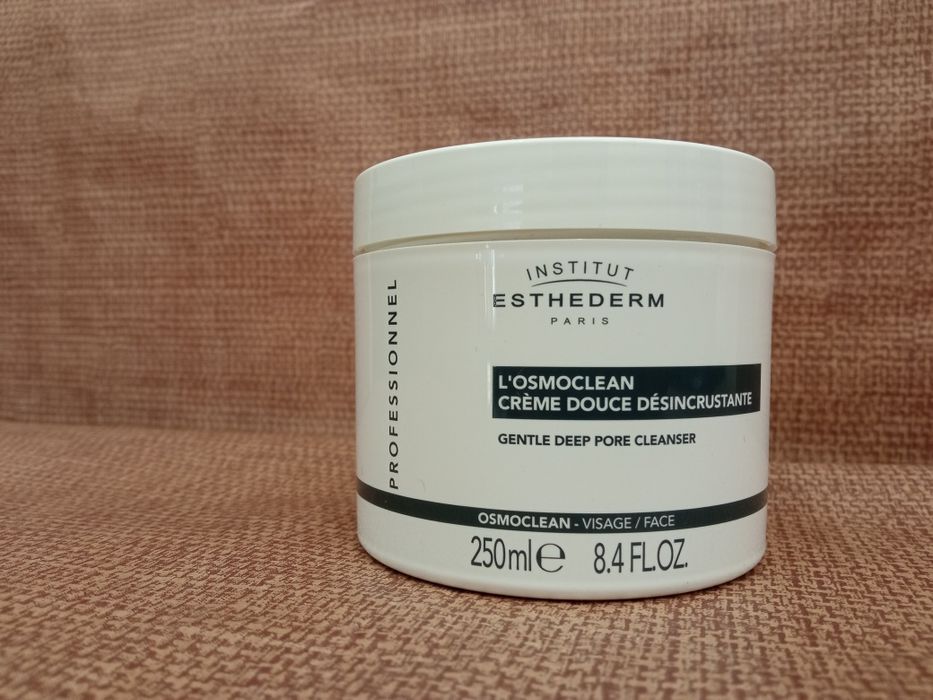 INSTITUT
ESTHEDERM
PARIS
PROFESSIONNEL
L'OSMOCLEAN
CRÈME DOUCE DÉSINCRUSTANTE
GENTLE DEEP PORE CLEANSER
OSMOCLEAN - VISAGE / FACE
250ml℮ 8.4 FL.OZ.